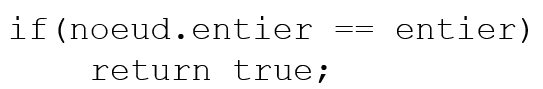 if(noeud.entier == entier)
    return true;